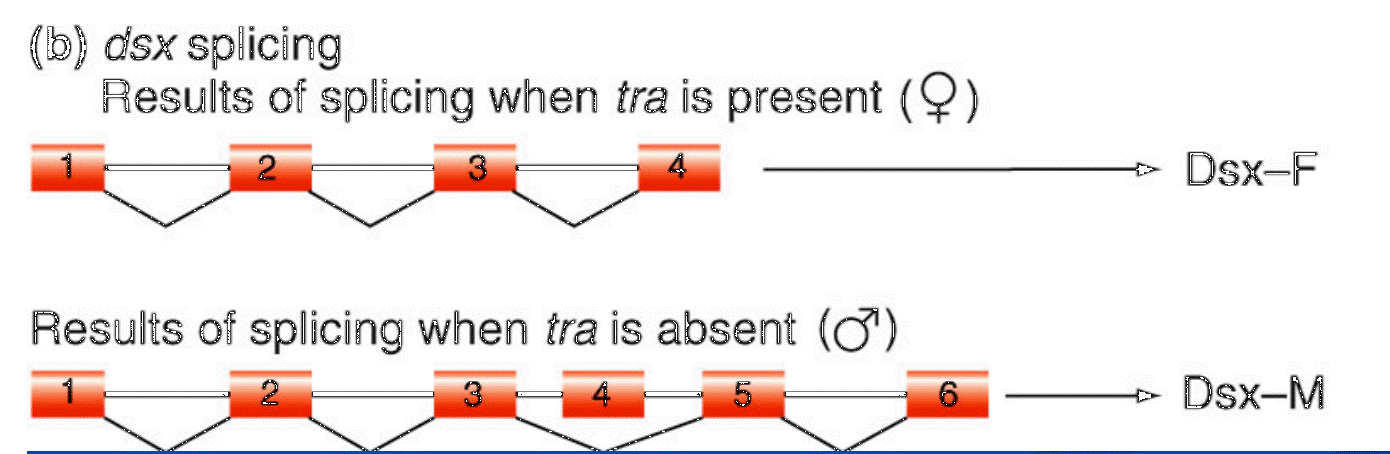 (b) dsx splicing
Results of splicing when tra is present (♀)
1 2 3 4 Dsx–F
Results of splicing when tra is absent (♂)
1 2 3 4 5 6 Dsx–M